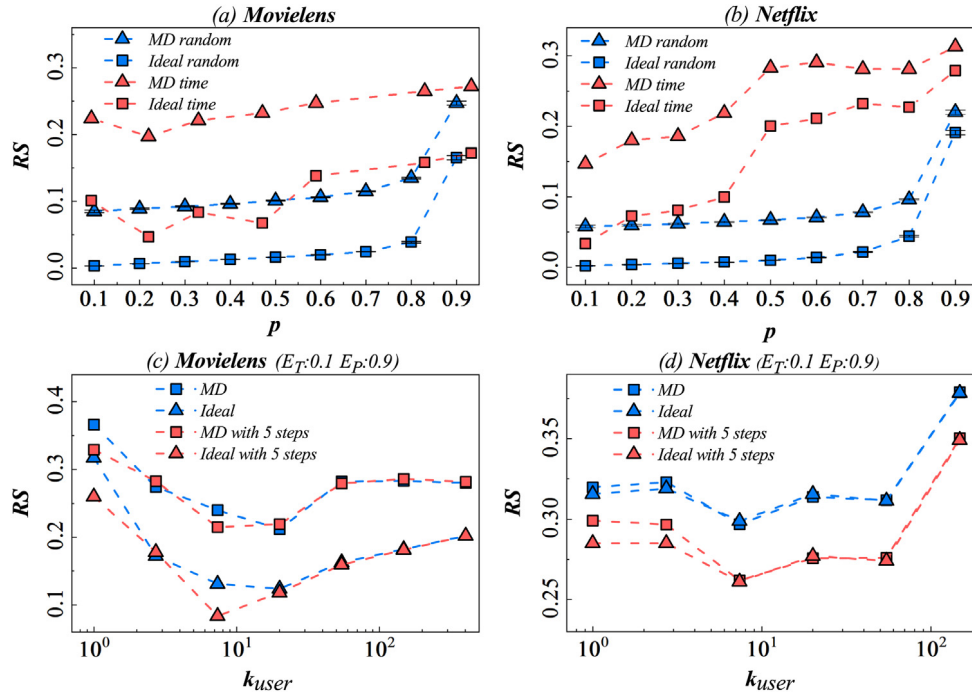 (a) Movielens
MD random
Ideal random
MD time
Ideal time
RS
0.3
0.2
0.1
0.0
0.1 0.2 0.3 0.4 0.5 0.6 0.7 0.8 0.9
p
(b) Netflix
MD random
Ideal random
MD time
Ideal time
RS
0.3
0.2
0.1
0.0
0.1 0.2 0.3 0.4 0.5 0.6 0.7 0.8 0.9
p
(c) Movielens (E_T:0.1 E_P:0.9)
MD
Ideal
MD with 5 steps
Ideal with 5 steps
RS
0.4
0.3
0.2
0.1
10^0 10^1 10^2
k_user
(d) Netflix (E_T:0.1 E_P:0.9)
MD
Ideal
MD with 5 steps
Ideal with 5 steps
RS
0.35
0.30
0.25
10^0 10^1 10^2
k_user